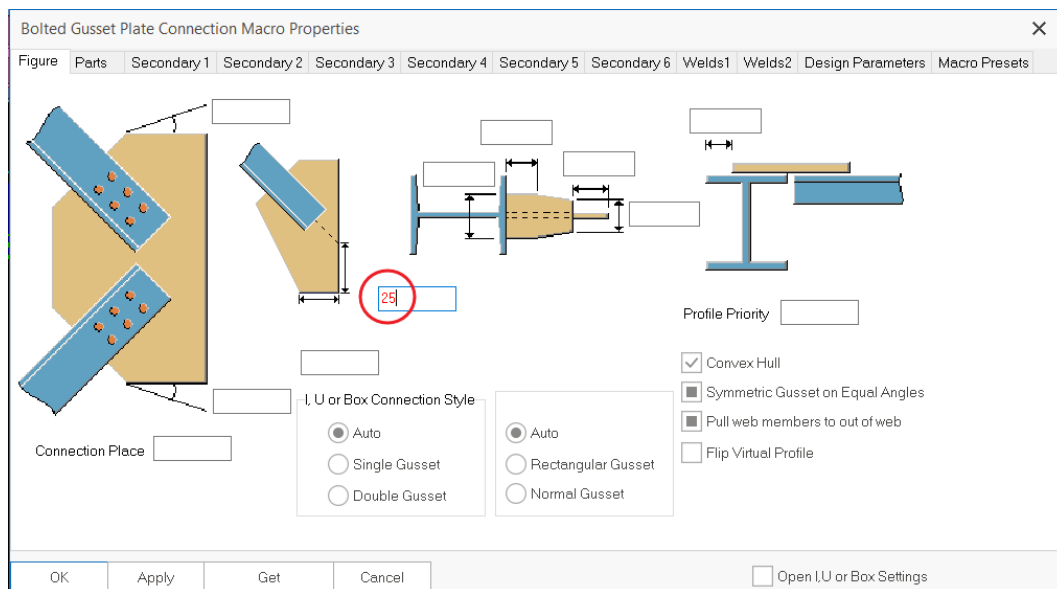 Bolted Gusset Plate Connection Macro Properties
Figure Parts Secondary 1 Secondary 2 Secondary 3 Secondary 4 Secondary 5 Secondary 6 Welds1 Welds2 Design Parameters Macro Presets
25
Profile Priority
Convex Hull
Symmetric Gusset on Equal Angles
Pull web members to out of web
Flip Virtual Profile
Connection Place
I, U or Box Connection Style
Auto
Single Gusset
Double Gusset
Auto
Rectangular Gusset
Normal Gusset
OK Apply Get Cancel
Open I,U or Box Settings